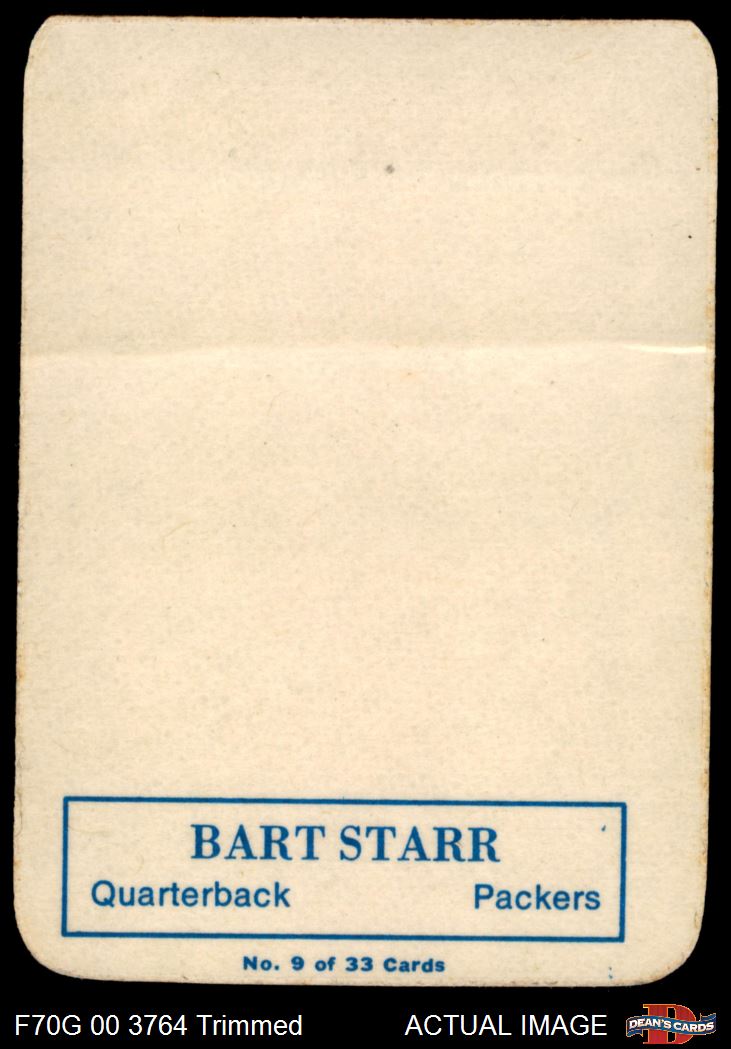 BART STARR
Quarterback Packers
No. 9 of 33 Cards
F70G 00 3764 Trimmed ACTUAL IMAGE DEAN'S CARDS